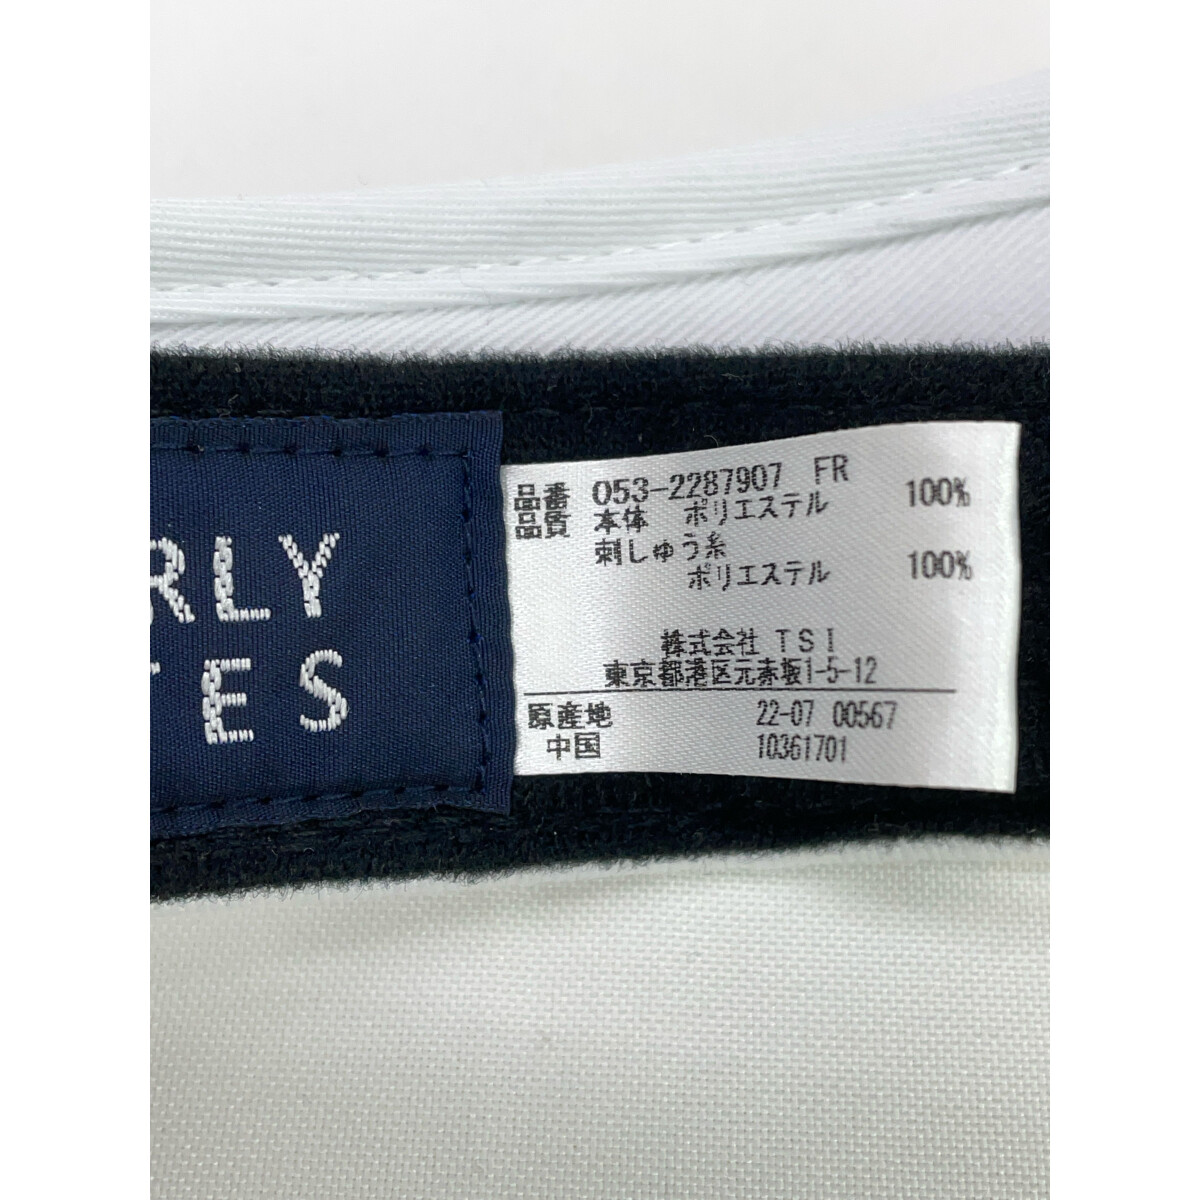 RLY
ES
品番 053-2287907 FR
品質 本体 ポリエステル 100%
刺しゅう糸
ポリエステル 100%
株式会社 TSI
東京都港区元赤坂1-5-12
原産地 22-07 00567
中国 10361701